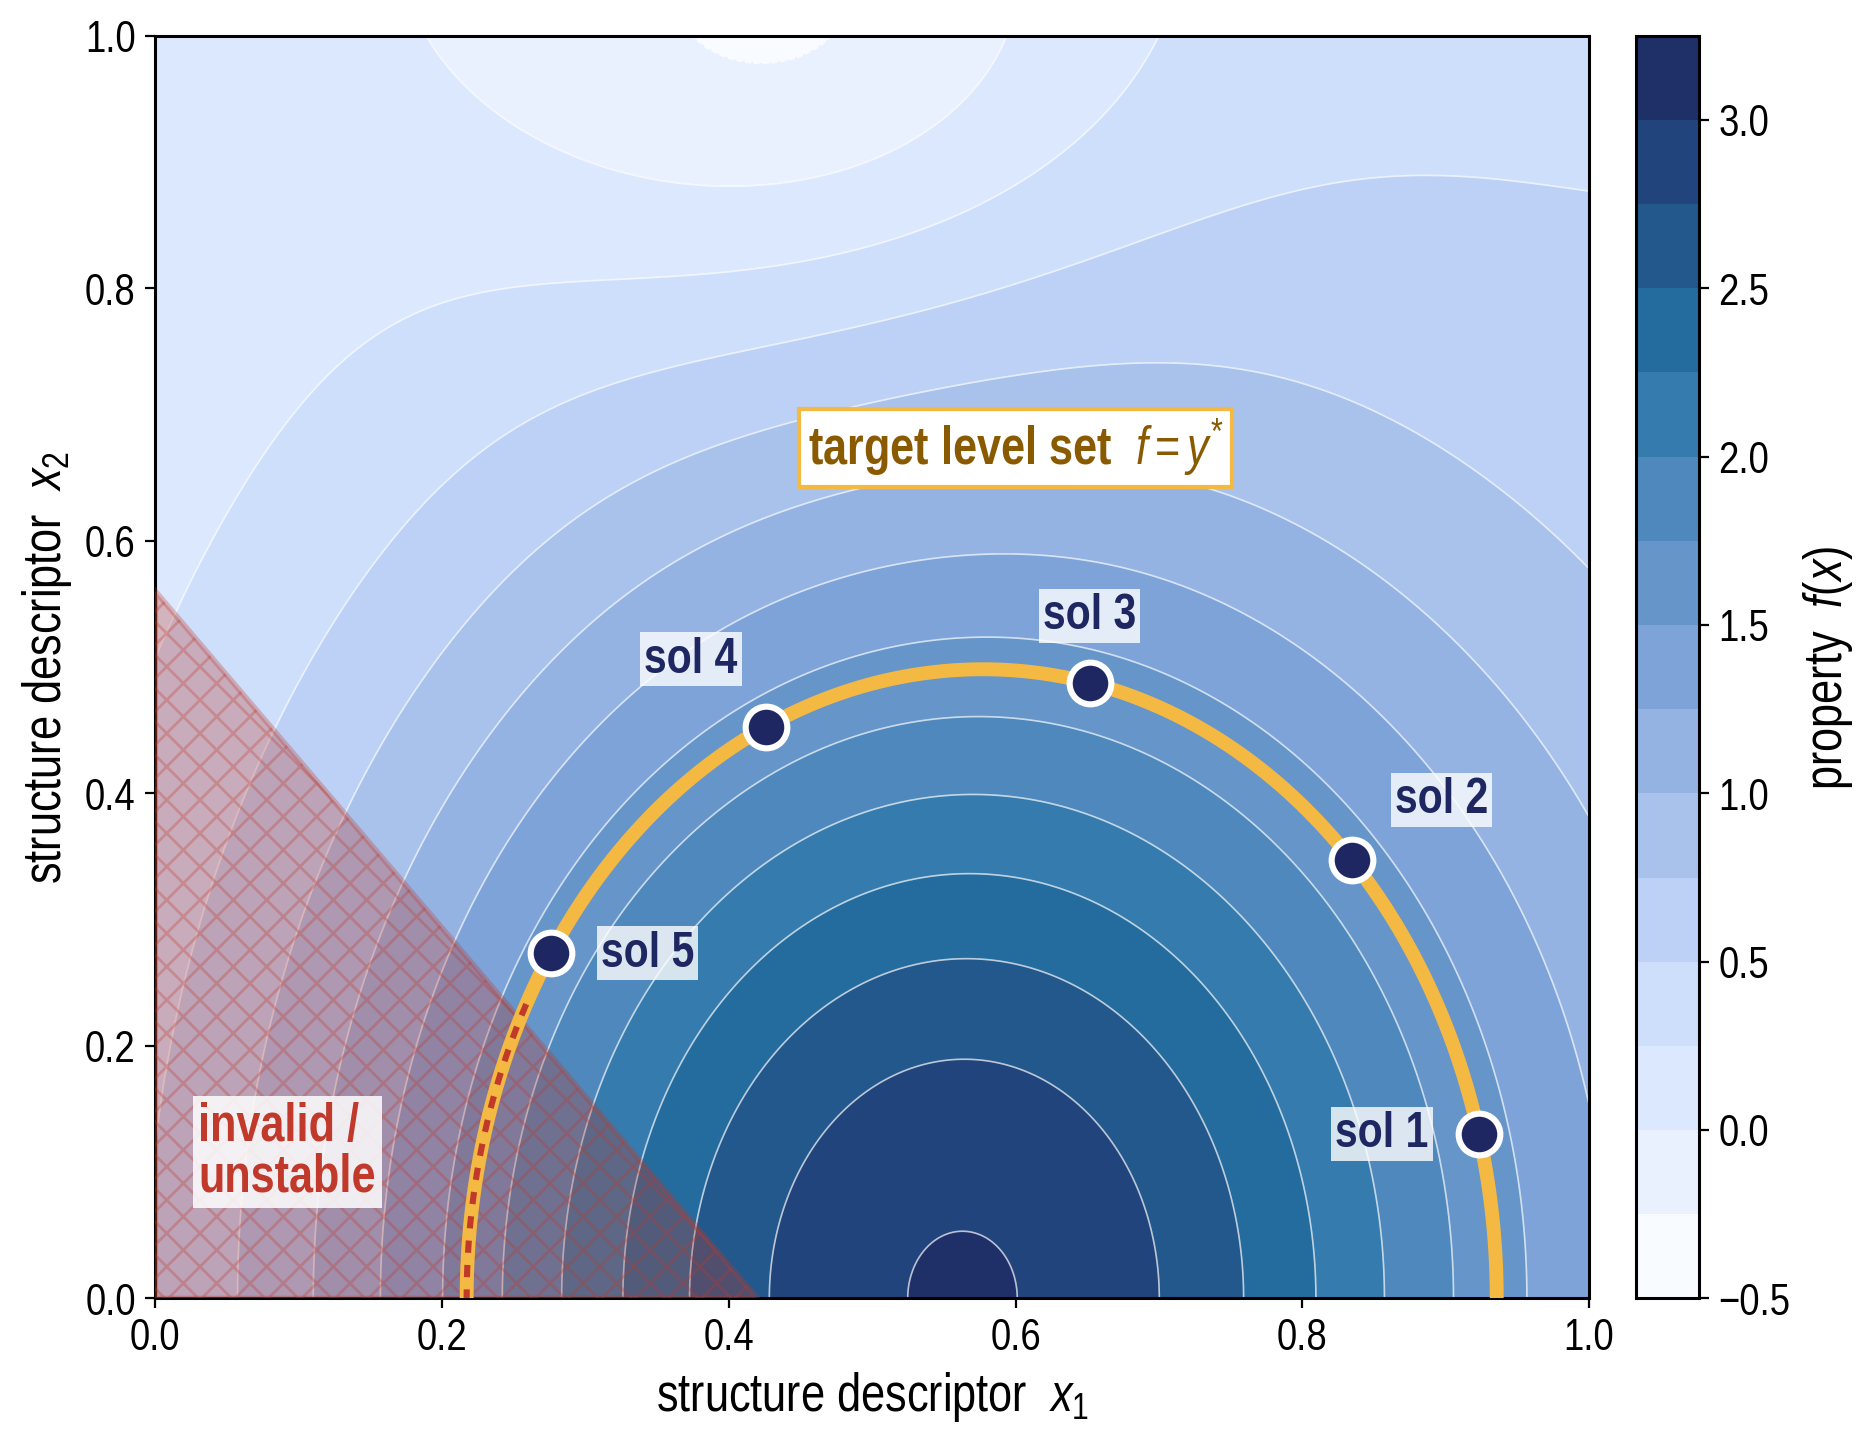 1.0
0.8
0.6
0.4
0.2
0.0
structure descriptor x₂
target level set f = y*
sol 3
sol 4
sol 2
sol 5
sol 1
invalid /
unstable
0.0
0.2
0.4
0.6
0.8
1.0
structure descriptor x₁
3.0
2.5
2.0
1.5
1.0
0.5
0.0
−0.5
property f(x)